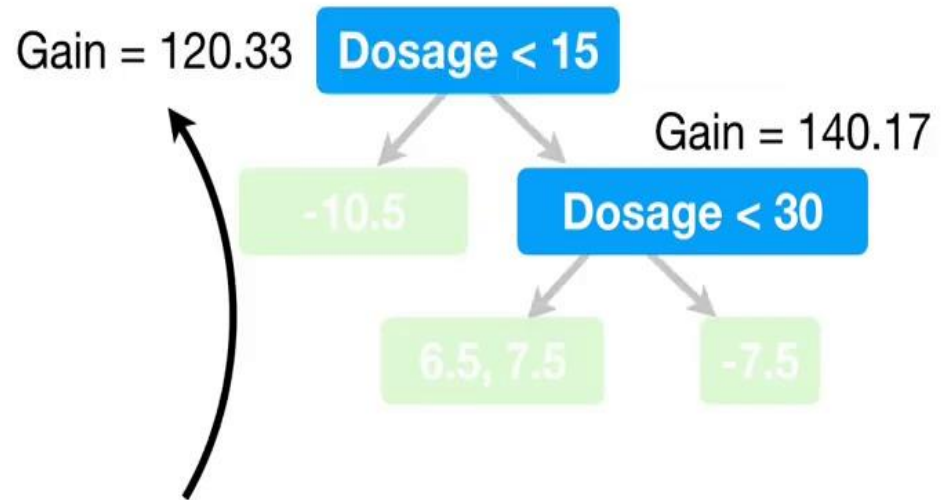 Gain = 120.33
Dosage < 15
Gain = 140.17
-10.5
Dosage < 30
6.5, 7.5
-7.5